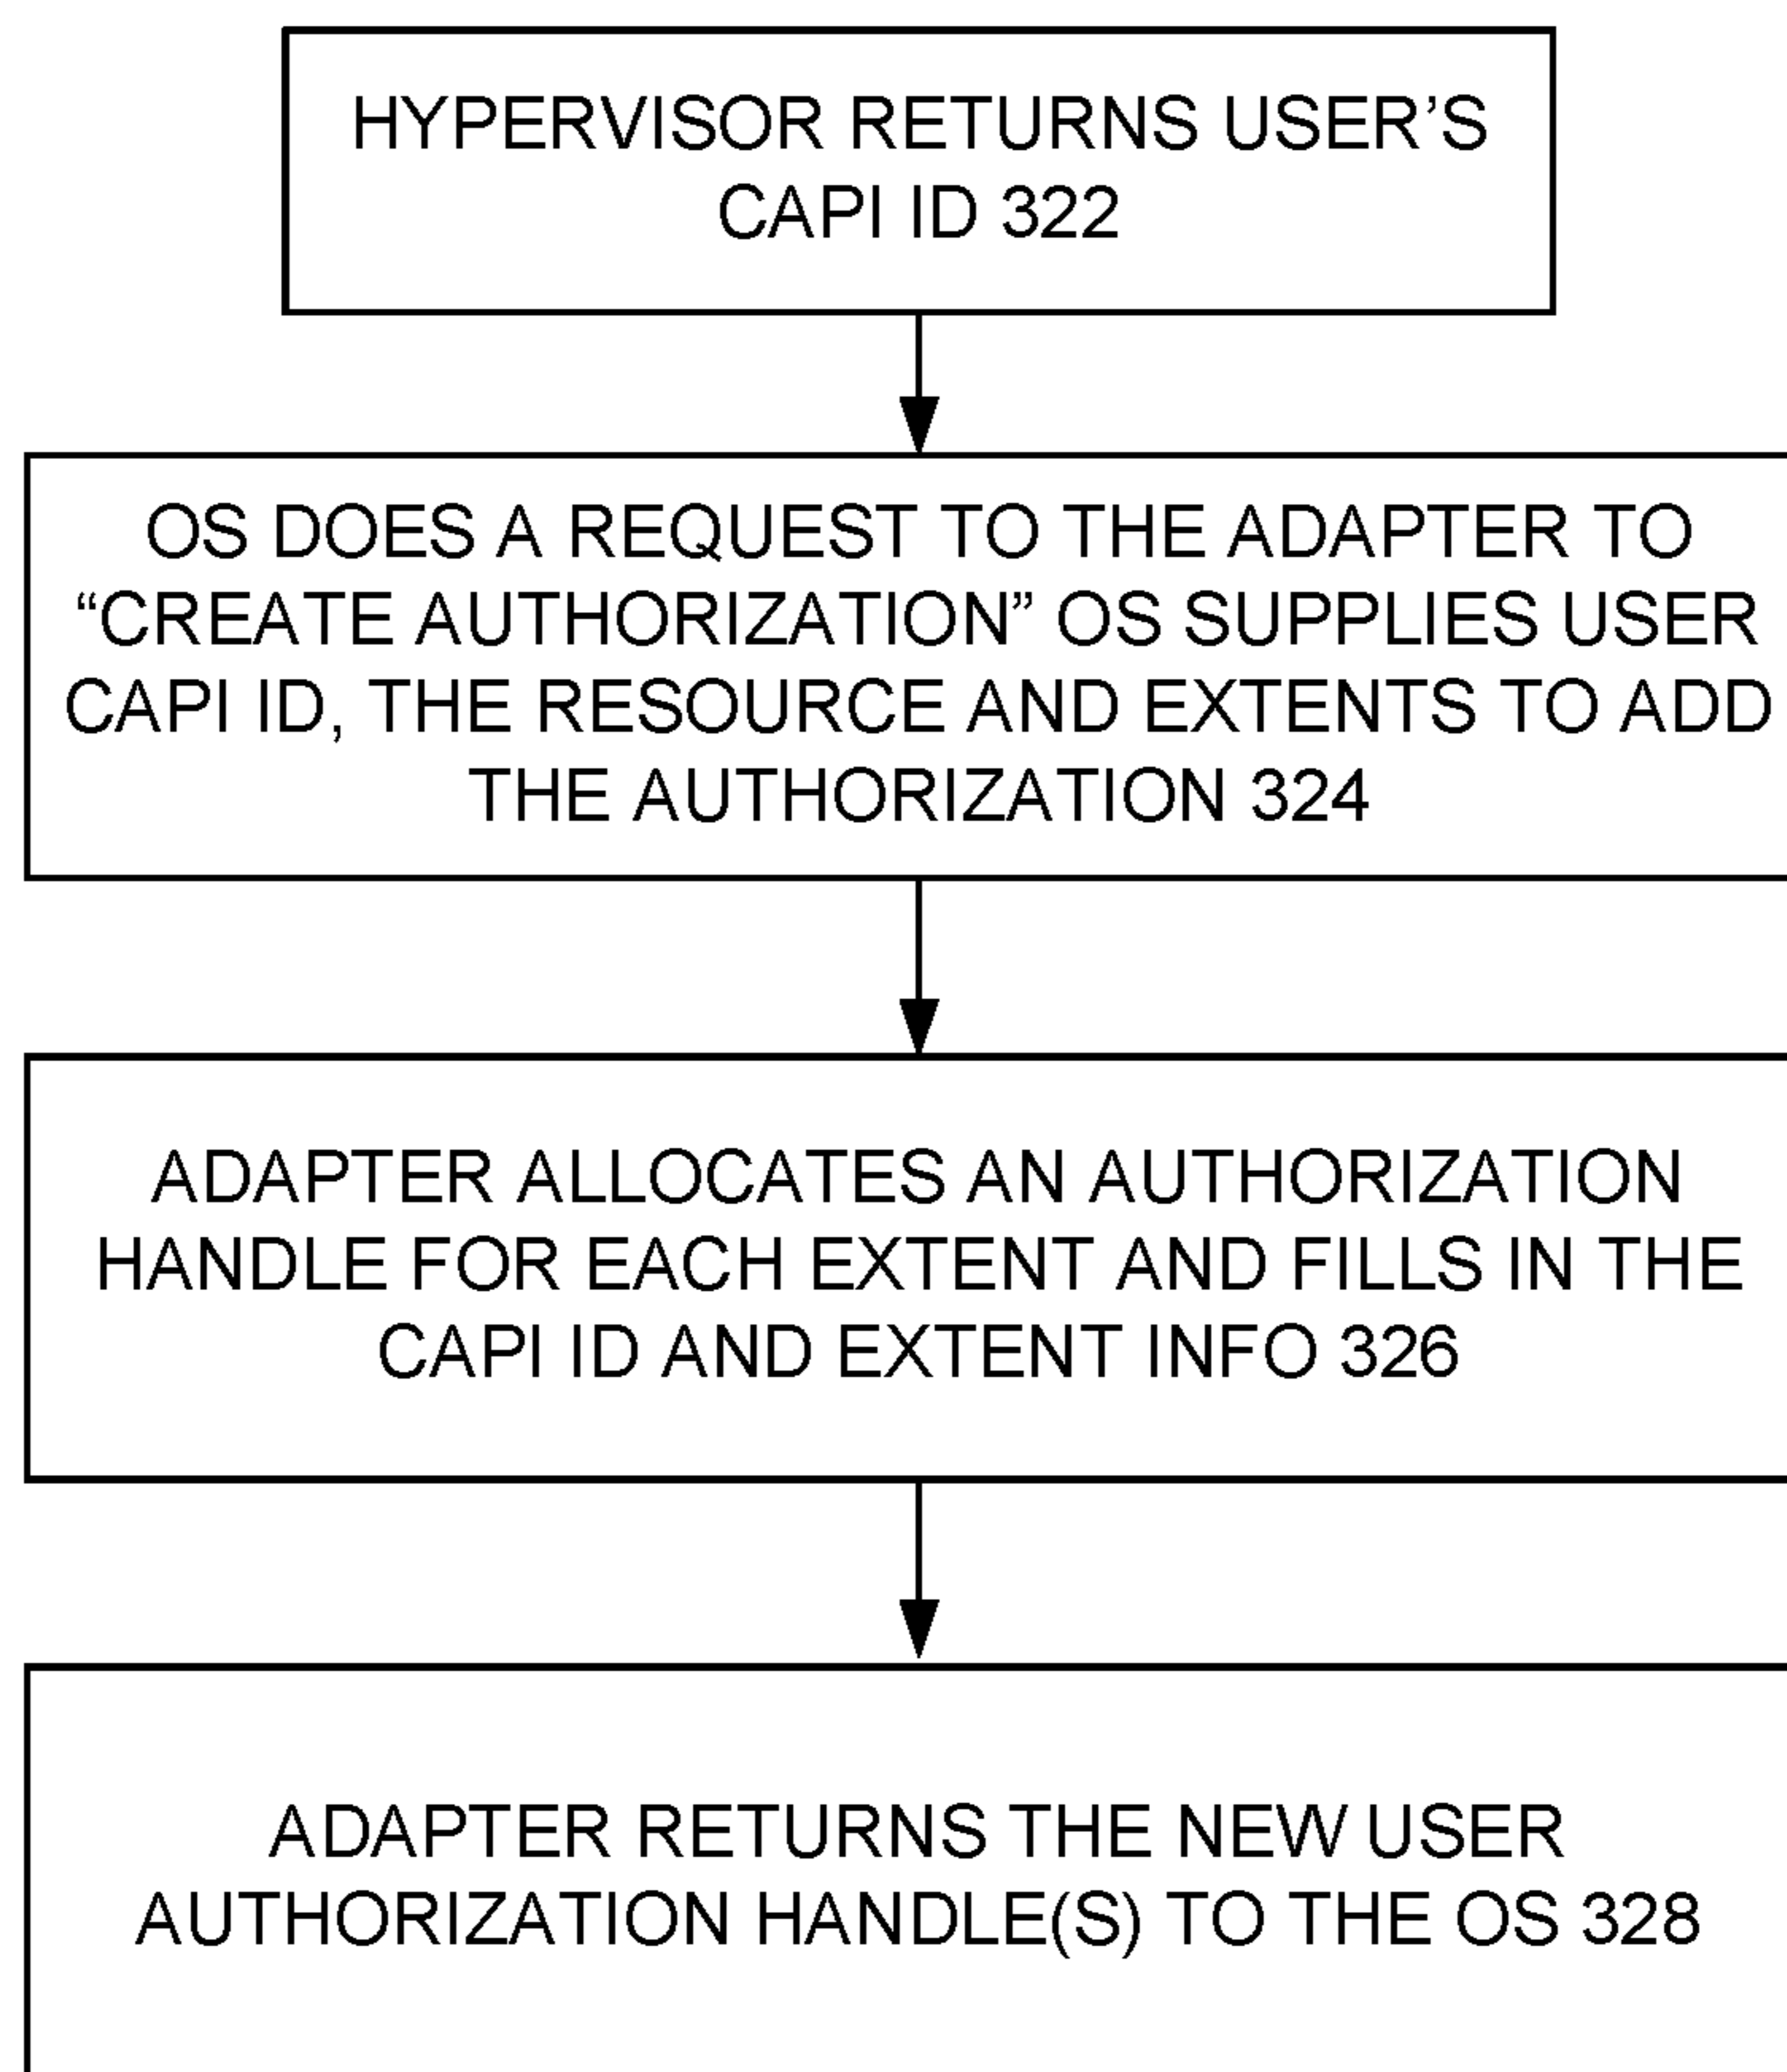 HYPERVISOR RETURNS USER’S
CAPI ID 322
OS DOES A REQUEST TO THE ADAPTER TO
“CREATE AUTHORIZATION” OS SUPPLIES USER
CAPI ID, THE RESOURCE AND EXTENTS TO ADD
THE AUTHORIZATION 324
ADAPTER ALLOCATES AN AUTHORIZATION
HANDLE FOR EACH EXTENT AND FILLS IN THE
CAPI ID AND EXTENT INFO 326
ADAPTER RETURNS THE NEW USER
AUTHORIZATION HANDLE(S) TO THE OS 328